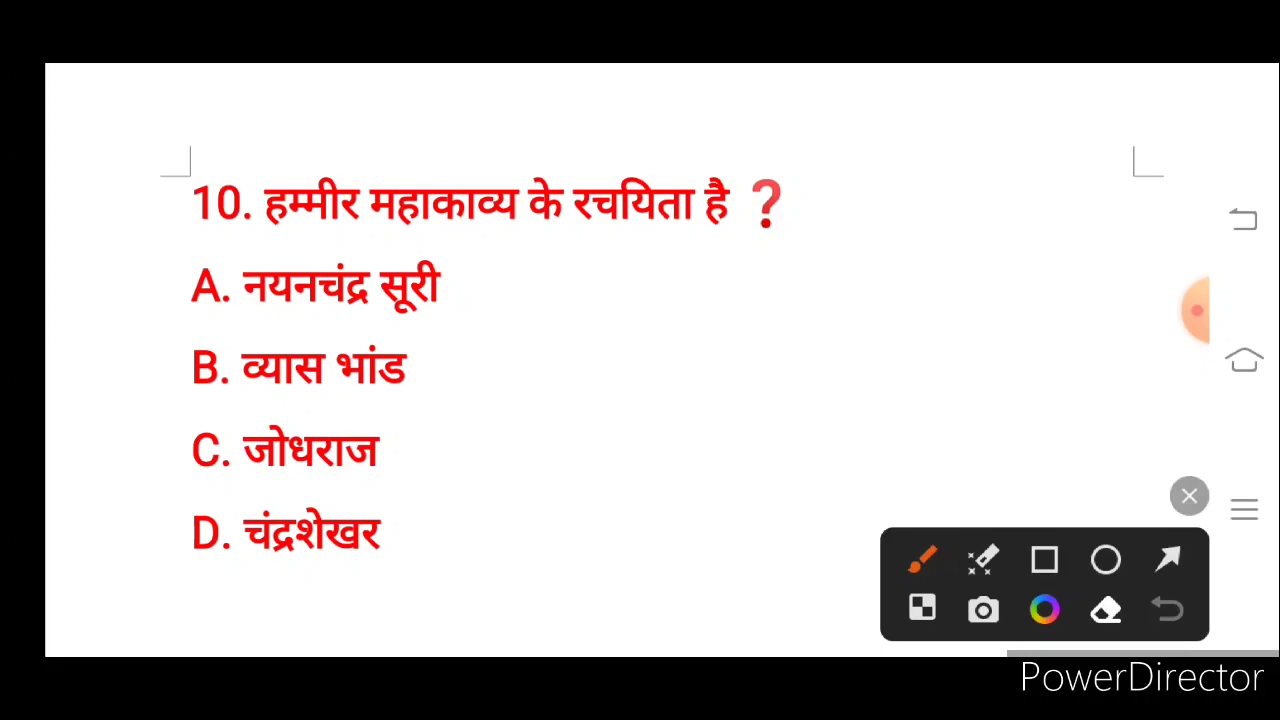 10. हम्मीर महाकाव्य के रचयिता है ❓
A. नयनचंद्र सूरी
B. व्यास भांड
C. जोधराज
D. चंद्रशेखर
PowerDirector